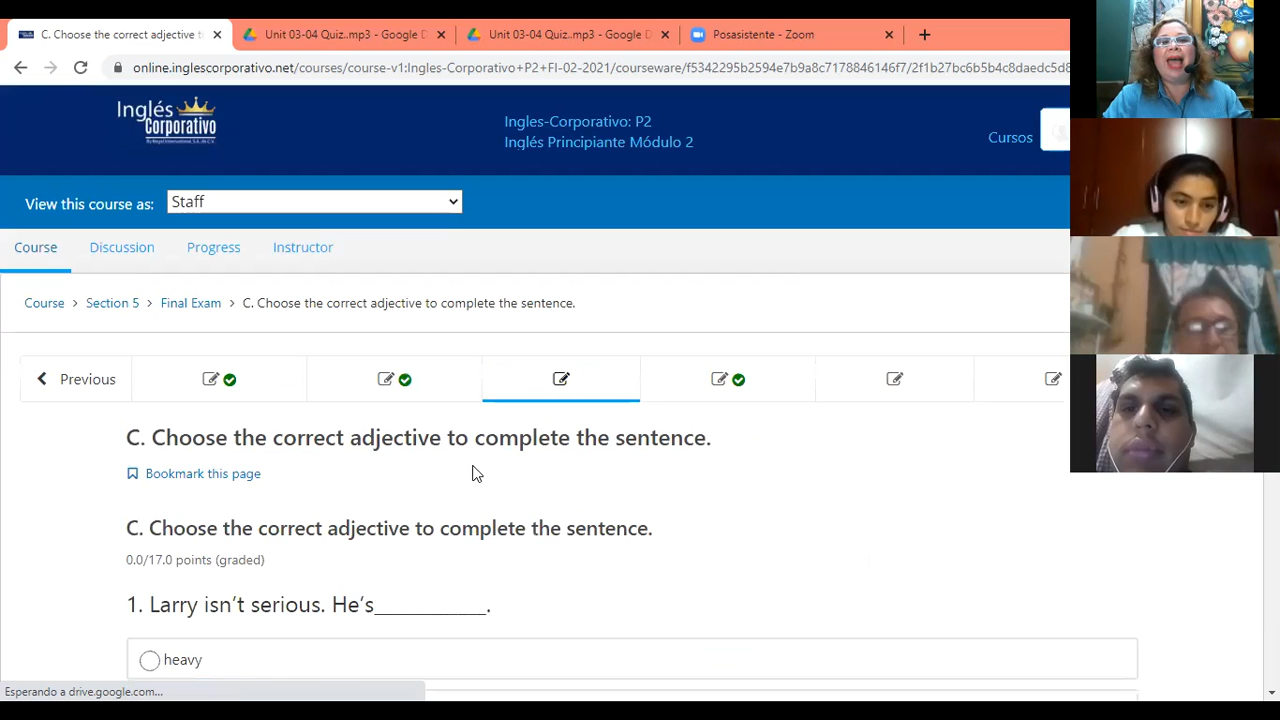 C. Choose the correct adjective t
Unit 03-04 Quiz..mp3 - Google D
Unit 03-04 Quiz..mp3 - Google D
Posasistente - Zoom
online.inglescorporativo.net/courses/course-v1:Ingles-Corporativo+P2+FI-02-2021/courseware/f5342295b2594e7b9a8c7178846146f7/2f1b27bc6b5b4c8daedc5d8
Inglés
Corporativo
Ingles-Corporativo: P2
Inglés Principiante Módulo 2
Cursos
View this course as:
Staff
Course
Discussion
Progress
Instructor
Course > Section 5 > Final Exam > C. Choose the correct adjective to complete the sentence.
Previous
C. Choose the correct adjective to complete the sentence.
Bookmark this page
C. Choose the correct adjective to complete the sentence.
0.0/17.0 points (graded)
1. Larry isn't serious. He's__________.
heavy
Esperando a drive.google.com...